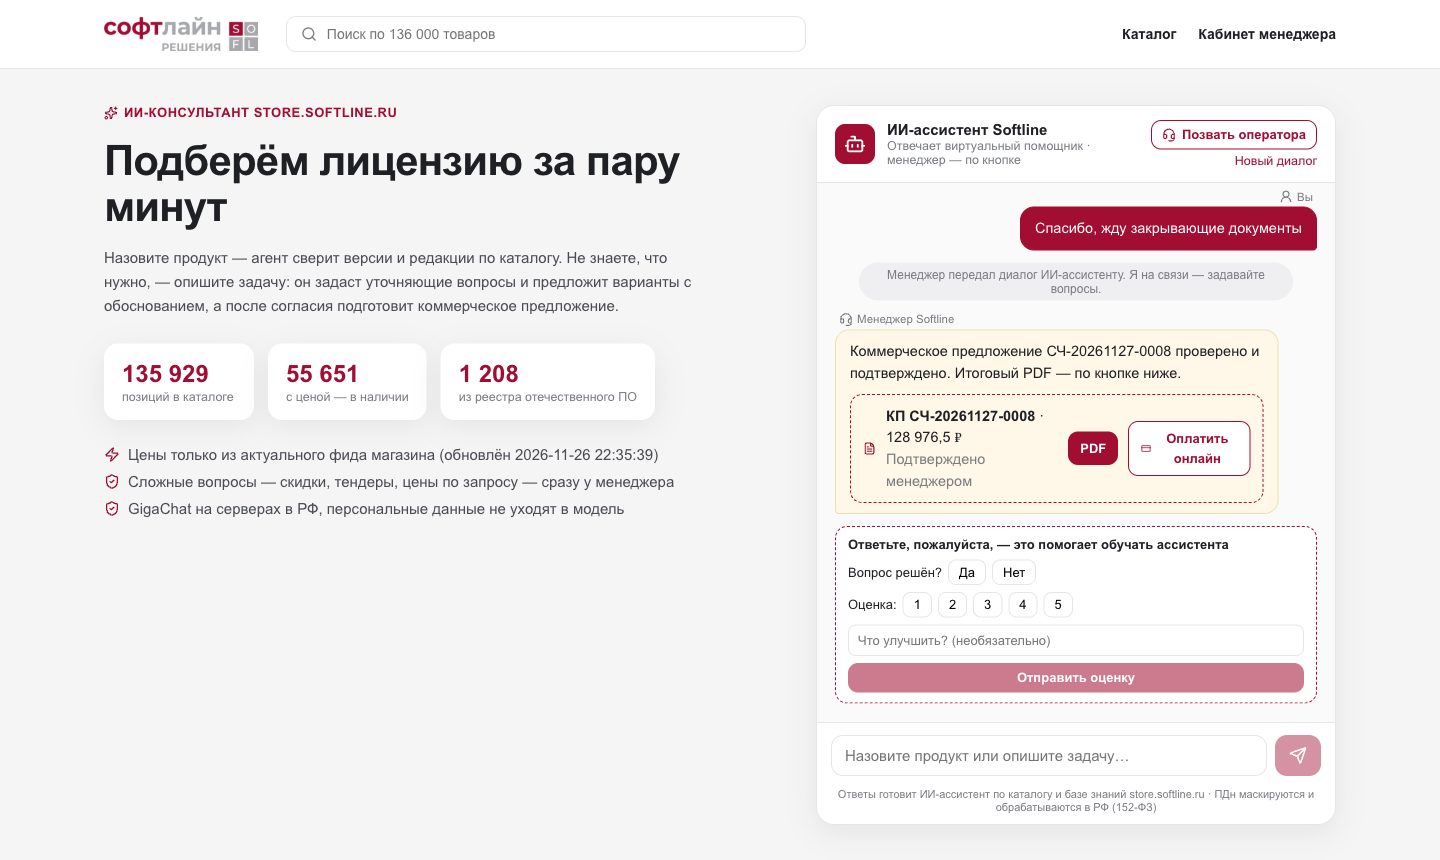 софтлайн
РЕШЕНИЯ
S O
F L
Поиск по 136 000 товаров
Каталог
Кабинет менеджера
ИИ-КОНСУЛЬТАНТ STORE.SOFTLINE.RU
Подберём лицензию за пару
минут
Назовите продукт — агент сверит версии и редакции по каталогу. Не знаете, что
нужно, — опишите задачу: он задаст уточняющие вопросы и предложит варианты с
обоснованием, а после согласия подготовит коммерческое предложение.
135 929
позиций в каталоге
55 651
с ценой — в наличии
1 208
из реестра отечественного ПО
Цены только из актуального фида магазина (обновлён 2026-11-26 22:35:39)
Сложные вопросы — скидки, тендеры, цены по запросу — сразу у менеджера
GigaChat на серверах в РФ, персональные данные не уходят в модель
ИИ-ассистент Softline
Отвечает виртуальный помощник ·
менеджер — по кнопке
Позвать оператора
Новый диалог
Вы
Спасибо, жду закрывающие документы
Менеджер передал диалог ИИ-ассистенту. Я на связи — задавайте
вопросы.
Менеджер Softline
Коммерческое предложение СЧ-20261127-0008 проверено и
подтверждено. Итоговый PDF — по кнопке ниже.
КП СЧ-20261127-0008 ·
128 976,5 ₽
Подтверждено
менеджером
PDF
Оплатить
онлайн
Ответьте, пожалуйста, — это помогает обучать ассистента
Вопрос решён? Да Нет
Оценка: 1 2 3 4 5
Что улучшить? (необязательно)
Отправить оценку
Назовите продукт или опишите задачу…
Ответы готовит ИИ-ассистент по каталогу и базе знаний store.softline.ru · ПДн маскируются и
обрабатываются в РФ (152-ФЗ)